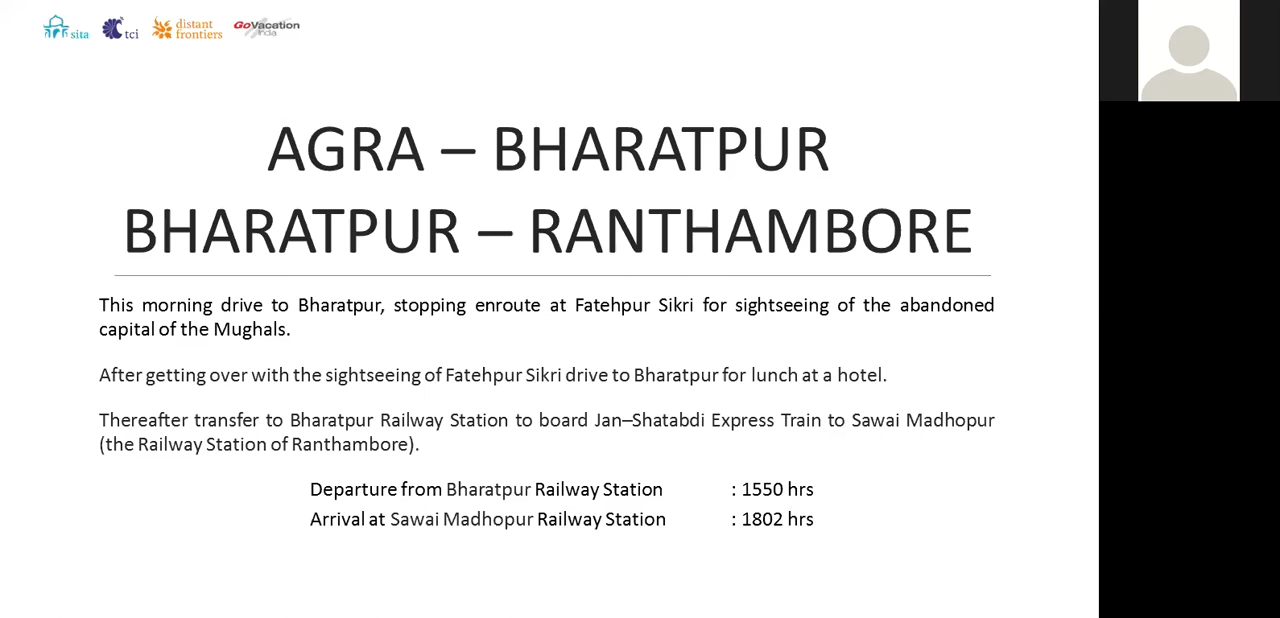 sita
tci
distant
frontiers
GoVacation
India
AGRA – BHARATPUR
BHARATPUR – RANTHAMBORE
This morning drive to Bharatpur, stopping enroute at Fatehpur Sikri for sightseeing of the abandoned
capital of the Mughals.
After getting over with the sightseeing of Fatehpur Sikri drive to Bharatpur for lunch at a hotel.
Thereafter transfer to Bharatpur Railway Station to board Jan–Shatabdi Express Train to Sawai Madhopur
(the Railway Station of Ranthambore).
Departure from Bharatpur Railway Station : 1550 hrs
Arrival at Sawai Madhopur Railway Station : 1802 hrs